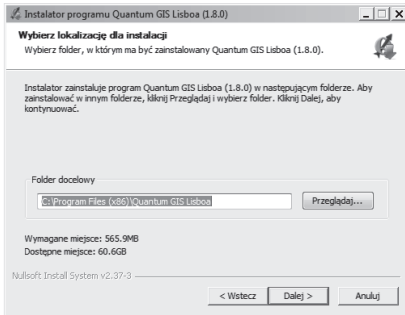 Instalator programu Quantum GIS Lisboa (1.8.0)
Wybierz lokalizację dla instalacji
Wybierz folder, w którym ma być zainstalowany Quantum GIS Lisboa (1.8.0).
Instalator zainstaluje program Quantum GIS Lisboa (1.8.0) w następującym folderze. Aby
zainstalować w innym folderze, kliknij Przeglądaj i wybierz folder. Kliknij Dalej, aby
kontynuować.
Folder docelowy
C:\Program Files (x86)\Quantum GIS Lisboa
Przeglądaj...
Wymagane miejsce: 565.9MB
Dostępne miejsce: 60.6GB
Nullsoft Install System v2.37-3
< Wstecz
Dalej >
Anuluj